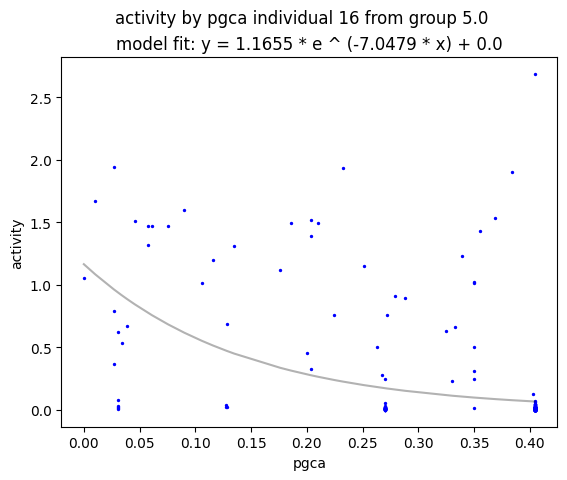 activity by pgca individual 16 from group 5.0
model fit: y = 1.1655 * e ^ (-7.0479 * x) + 0.0
2.5
2.0
1.5
1.0
0.5
0.0
activity
0.00 0.05 0.10 0.15 0.20 0.25 0.30 0.35 0.40
pgca